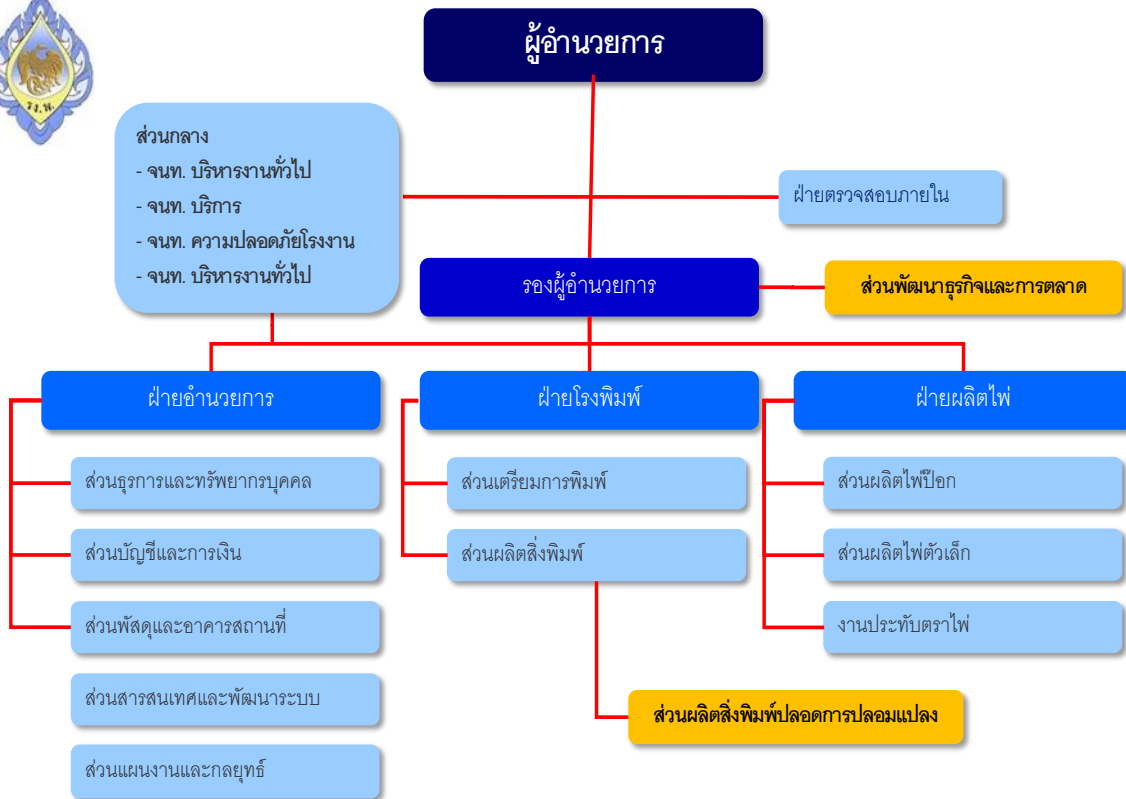 ผู้อำนวยการ
ร.ง.พ.
ส่วนกลาง
- จนท. บริหารงานทั่วไป
- จนท. บริการ
- จนท. ความปลอดภัยโรงงาน
- จนท. บริหารงานทั่วไป
ฝ่ายตรวจสอบภายใน
รองผู้อำนวยการ
ส่วนพัฒนาธุรกิจและการตลาด
ฝ่ายอำนวยการ
ส่วนธุรการและทรัพยากรบุคคล
ส่วนบัญชีและการเงิน
ส่วนพัสดุและอาคารสถานที่
ส่วนสารสนเทศและพัฒนาระบบ
ส่วนแผนงานและกลยุทธ์
ฝ่ายโรงพิมพ์
ส่วนเตรียมการพิมพ์
ส่วนผลิตสิ่งพิมพ์
ส่วนผลิตสิ่งพิมพ์ปลอดการปลอมแปลง
ฝ่ายผลิตไพ่
ส่วนผลิตไพ่ป๊อก
ส่วนผลิตไพ่ตัวเล็ก
งานประทับตราไพ่